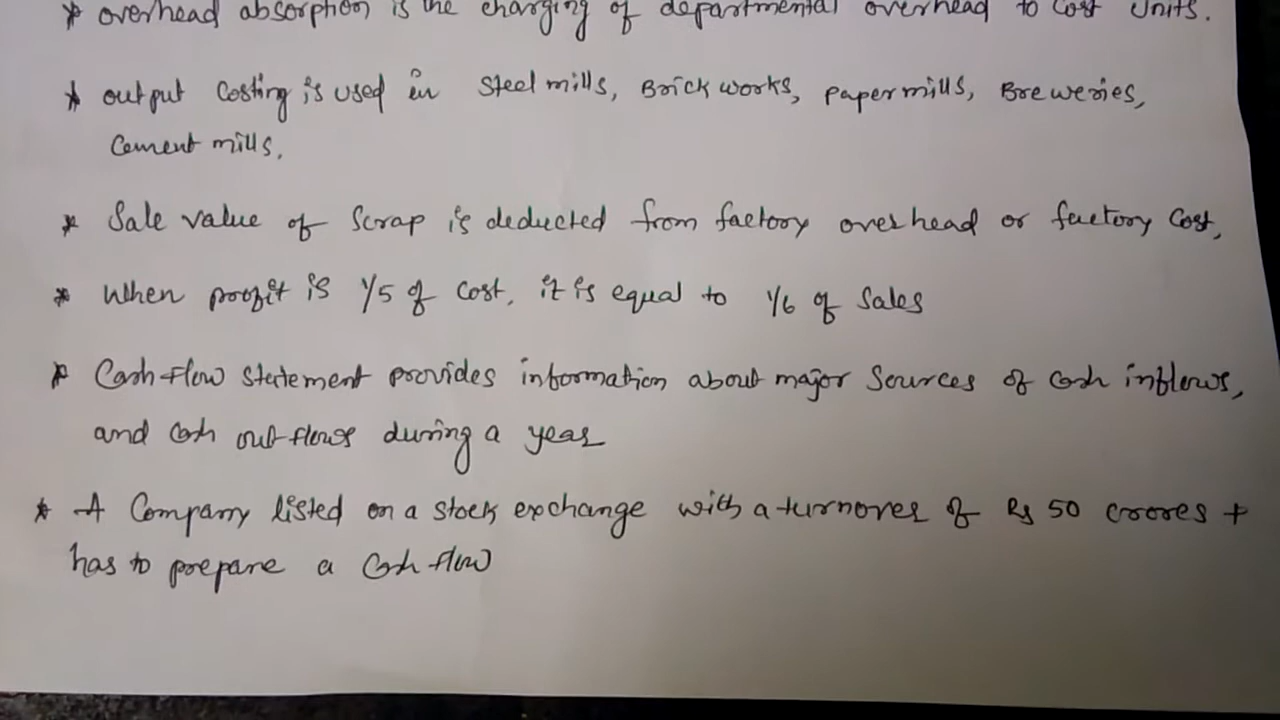 * overhead absorption is the charging of departmental overhead to cost units.
* output costing is used in steel mills, Brick works, paper mills, Breweries,
Cement mills.
* Sale value of Scrap is deducted from factory overhead or factory cost,
* When profit is 1/5 of cost, it is equal to 1/6 of Sales
* Cash flow statement provides information about major sources of cash inflows,
and cash outflows during a year
* A Company listed on a stock exchange with a turnover of Rs 50 crores +
has to prepare a cash flow